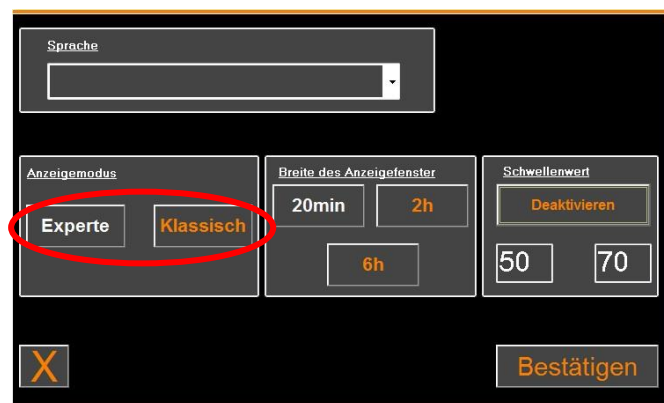 Sprache
Anzeigemodus
Experte
Klassisch
Breite des Anzeigefenster
20min
2h
6h
Schwellenwert
Deaktivieren
50
70
X
Bestätigen